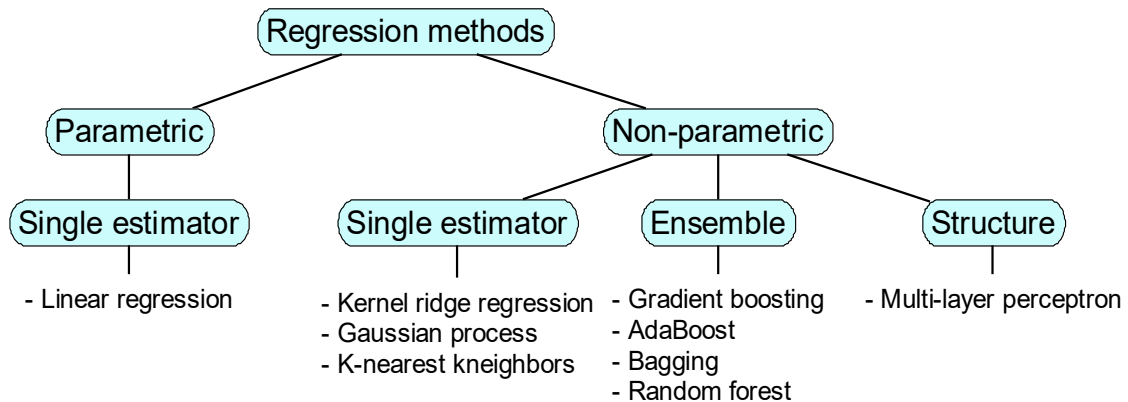 Regression methods
Parametric
Non-parametric
Single estimator
Single estimator
Ensemble
Structure
- Linear regression
- Kernel ridge regression
- Gaussian process
- K-nearest kneighbors
- Gradient boosting
- AdaBoost
- Bagging
- Random forest
- Multi-layer perceptron